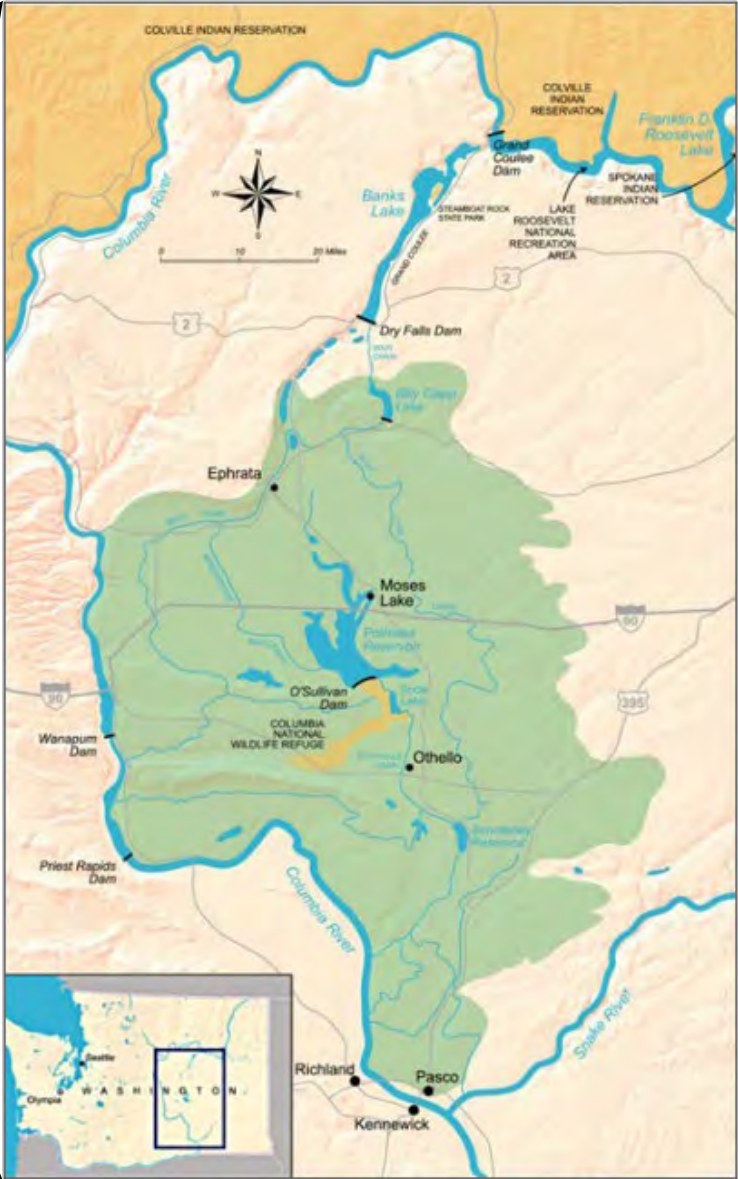 COLVILLE INDIAN RESERVATION
COLVILLE
INDIAN
RESERVATION
Franklin D.
Roosevelt
Lake
Grand
Coulee
Dam
SPOKANE
INDIAN
RESERVATION
N
W
E
S
Banks
Lake
STEAMBOAT ROCK
STATE PARK
LAKE
ROOSEVELT
NATIONAL
RECREATION
AREA
Columbia River
GRAND COULEE
0 10 20 Miles
2
2
Dry Falls Dam
MAIN
CANAL
Billy Clapp
Lake
Ephrata
Moses
Lake
90
Potholes
Reservoir
90
395
O'Sullivan
Dam
COLUMBIA
NATIONAL
WILDLIFE REFUGE
Wanapum
Dam
Othello
Priest Rapids
Dam
Columbia River
Snake River
Richland
Pasco
Kennewick
Seattle
Olympia
WASHINGTON